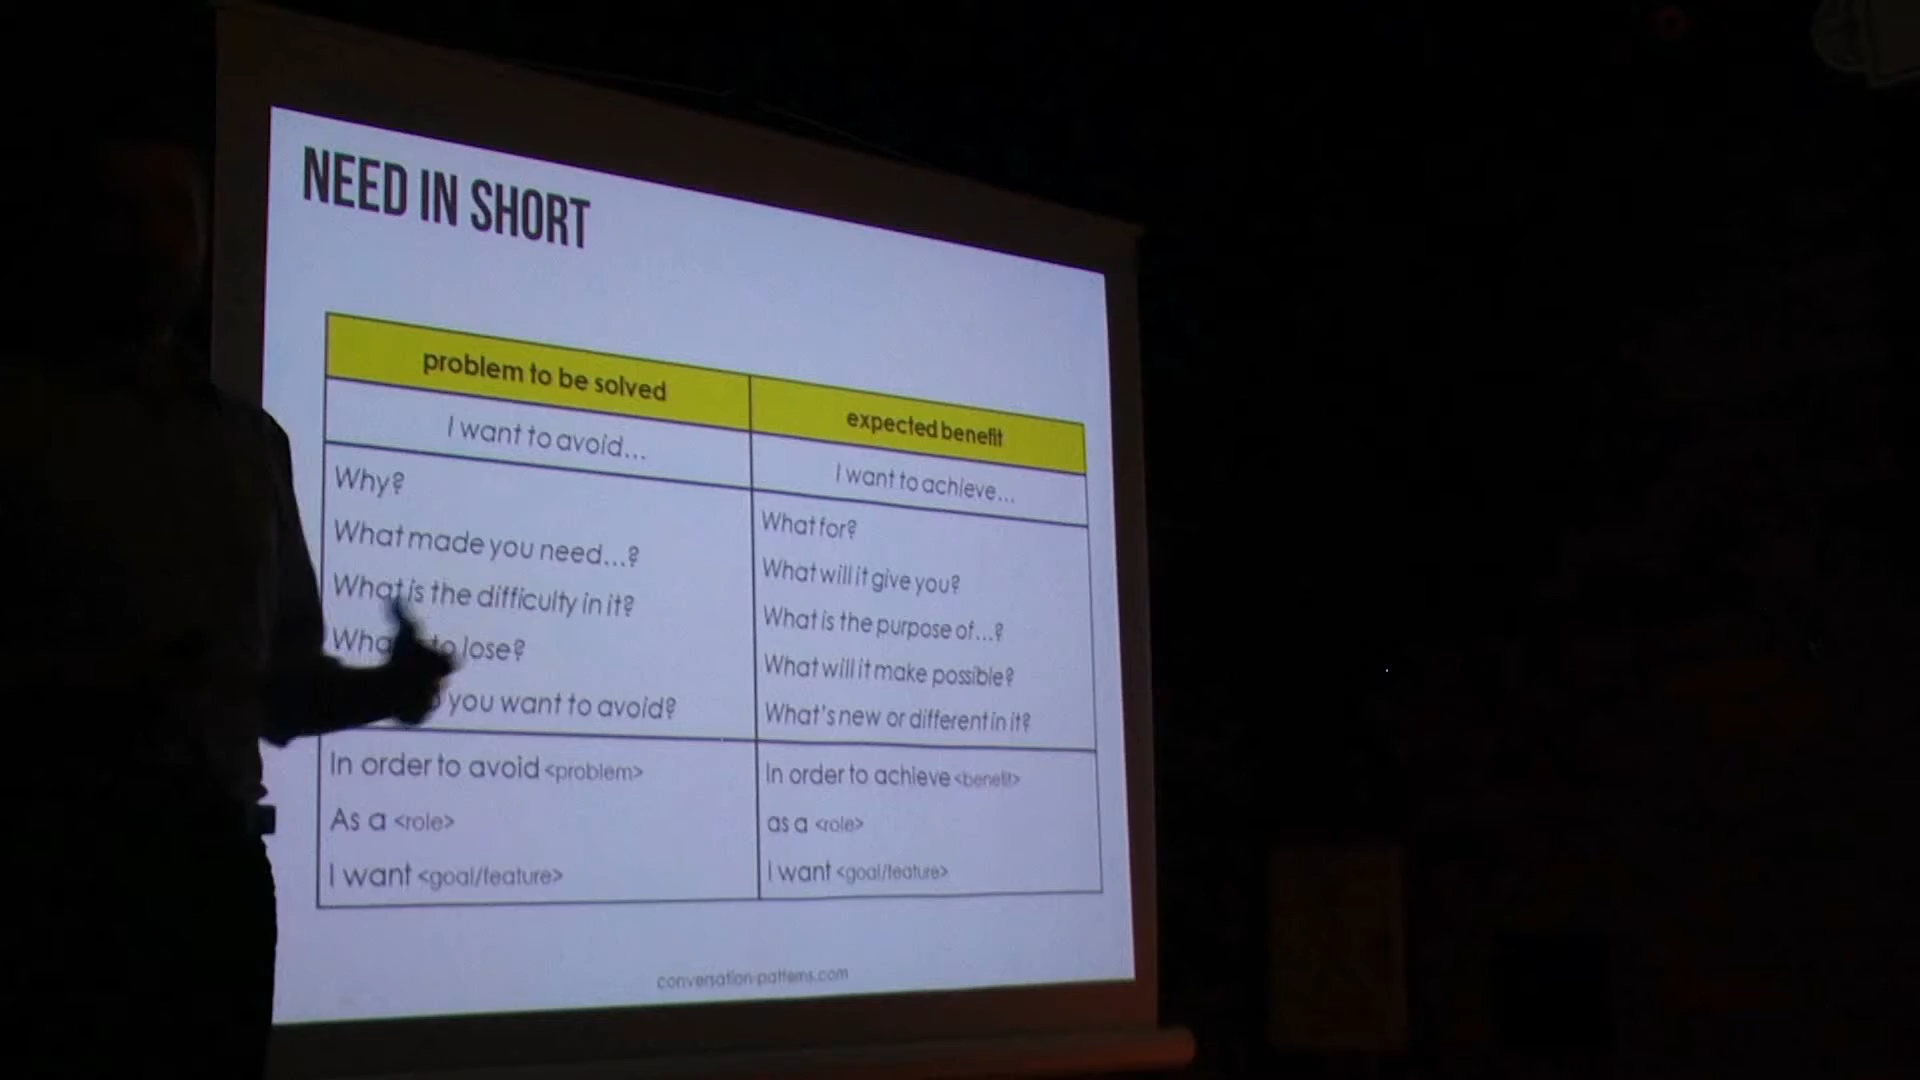 NEED IN SHORT
problem to be solved
I want to avoid...
Why?
What made you need...?
What is the difficulty in it?
to lose?
you want to avoid?
In order to avoid <problem>
As a <role>
I want <goal/feature>
expected benefit
I want to achieve...
What for?
What will it give you?
What is the purpose of...?
What will it make possible?
What's new or different in it?
In order to achieve <benefit>
as a <role>
I want <goal/feature>
conversation-patterns.com